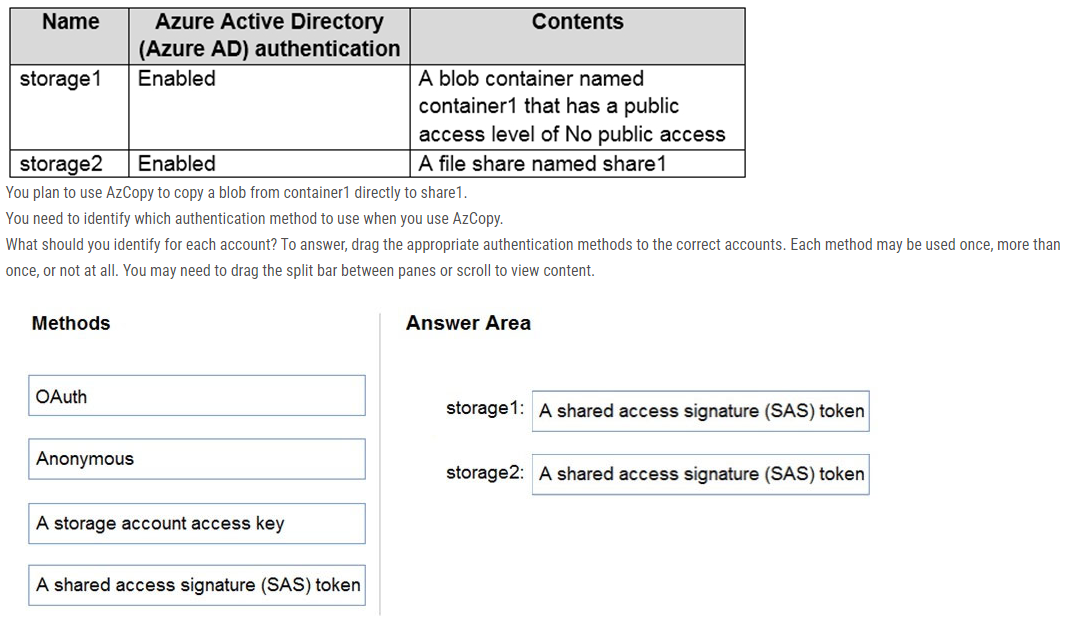 Name
Azure Active Directory
(Azure AD) authentication
Contents
storage1
Enabled
A blob container named
container1 that has a public
access level of No public access
storage2
Enabled
A file share named share1
You plan to use AzCopy to copy a blob from container1 directly to share1.
You need to identify which authentication method to use when you use AzCopy.
What should you identify for each account? To answer, drag the appropriate authentication methods to the correct accounts. Each method may be used once, more than
once, or not at all. You may need to drag the split bar between panes or scroll to view content.
Methods
OAuth
Anonymous
A storage account access key
A shared access signature (SAS) token
Answer Area
storage1: A shared access signature (SAS) token
storage2: A shared access signature (SAS) token